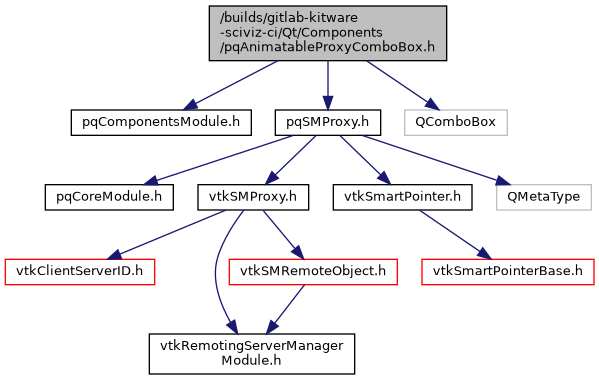 /builds/gitlab-kitware
-sciviz-ci/Qt/Components
/pqAnimatableProxyComboBox.h
pqComponentsModule.h
pqSMProxy.h
QComboBox
pqCoreModule.h
vtkSMProxy.h
vtkSmartPointer.h
QMetaType
vtkClientServerID.h
vtkSMRemoteObject.h
vtkSmartPointerBase.h
vtkRemotingServerManager
Module.h